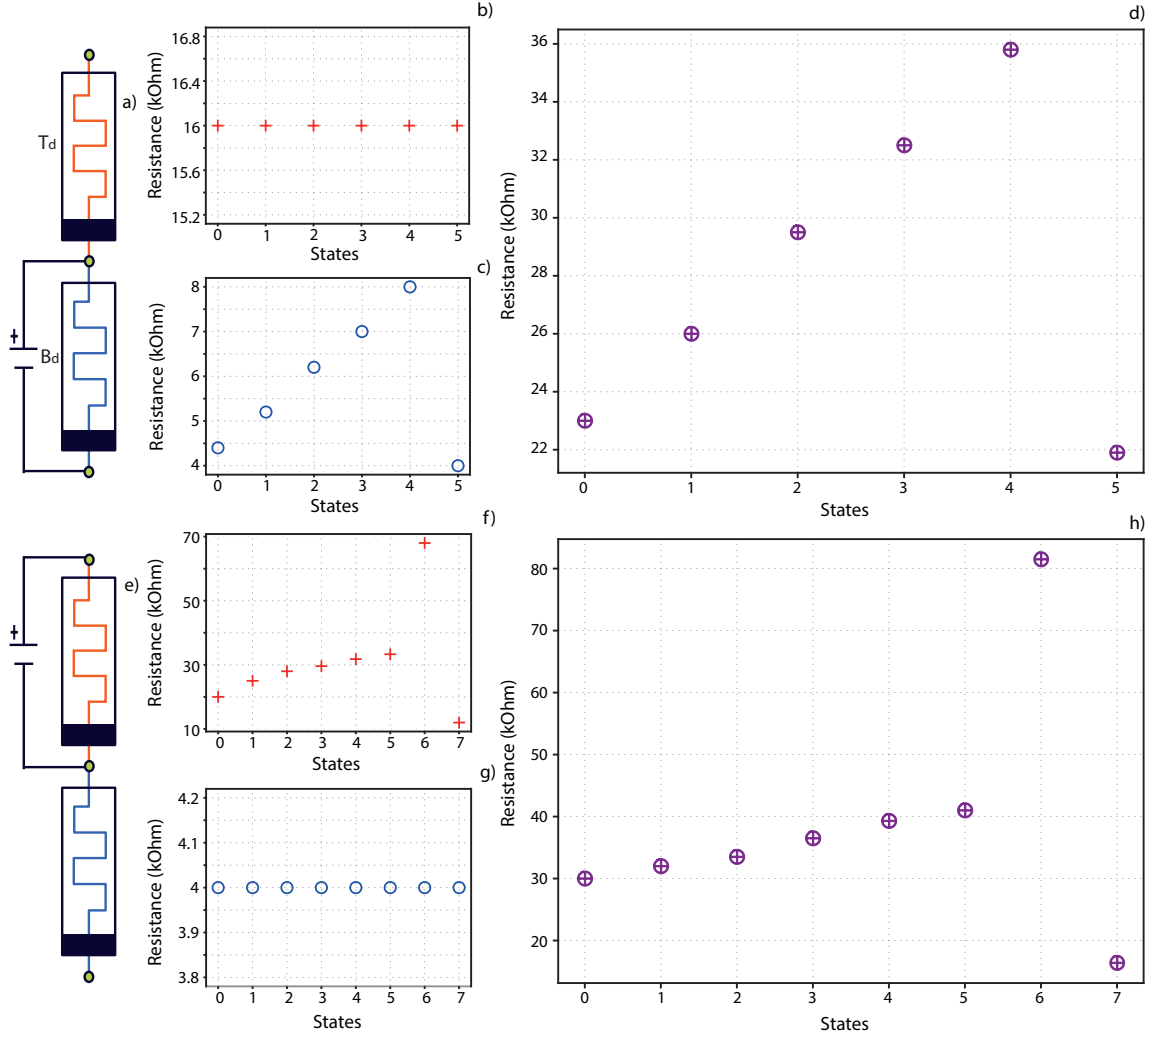 b)
16.8
16.4
16
15.6
15.2
Resistance (kOhm)
0 1 2 3 4 5
States
a)
Td
+
Bd
c)
8
7
6
5
4
Resistance (kOhm)
0 1 2 3 4 5
States
d)
36
34
32
30
28
26
24
22
Resistance (kOhm)
0 1 2 3 4 5
States
e)
+
f)
70
50
30
10
Resistance (kOhm)
0 1 2 3 4 5 6 7
States
g)
4.2
4.1
4
3.9
3.8
Resistance (kOhm)
0 1 2 3 4 5 6 7
States
h)
80
70
60
50
40
30
20
Resistance (kOhm)
0 1 2 3 4 5 6 7
States